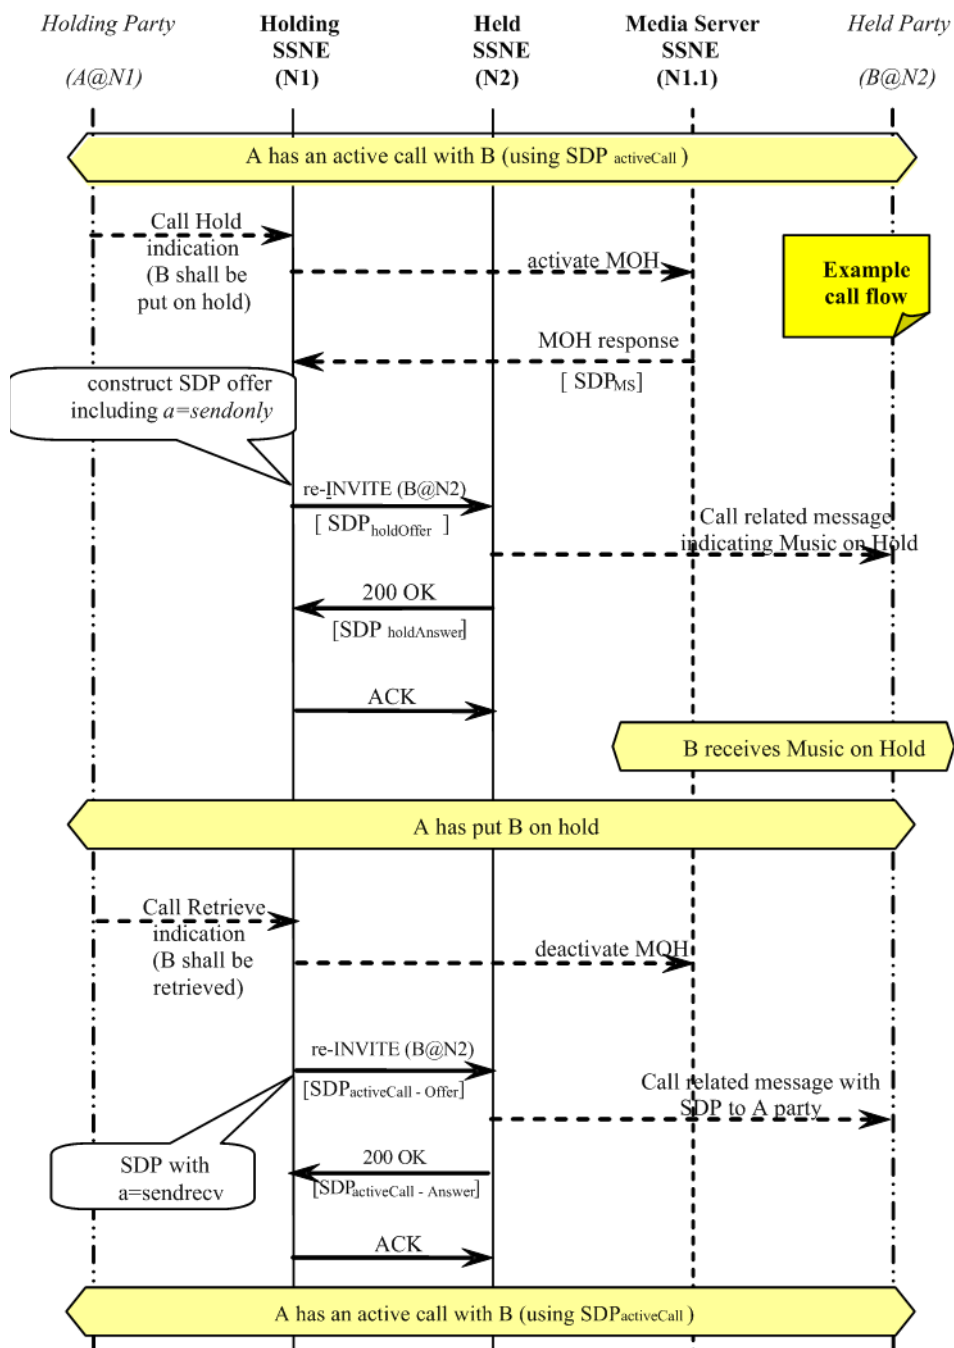 Holding Party
(A@N1)
Holding
SSNE
(N1)
Held
SSNE
(N2)
Media Server
SSNE
(N1.1)
Held Party
(B@N2)
A has an active call with B (using SDP activeCall )
Call Hold
indication
(B shall be
put on hold)
activate MOH
Example
call flow
MOH response
[ SDPMS]
construct SDP offer
including a=sendonly
re-INVITE (B@N2)
[ SDPholdOffer ]
Call related message
indicating Music on Hold
200 OK
[SDP holdAnswer]
ACK
B receives Music on Hold
A has put B on hold
Call Retrieve
indication
(B shall be
retrieved)
deactivate MOH
re-INVITE (B@N2)
[SDPactiveCall - Offer]
Call related message with
SDP to A party
SDP with
a=sendrecv
200 OK
[SDPactiveCall - Answer]
ACK
A has an active call with B (using SDPactiveCall )